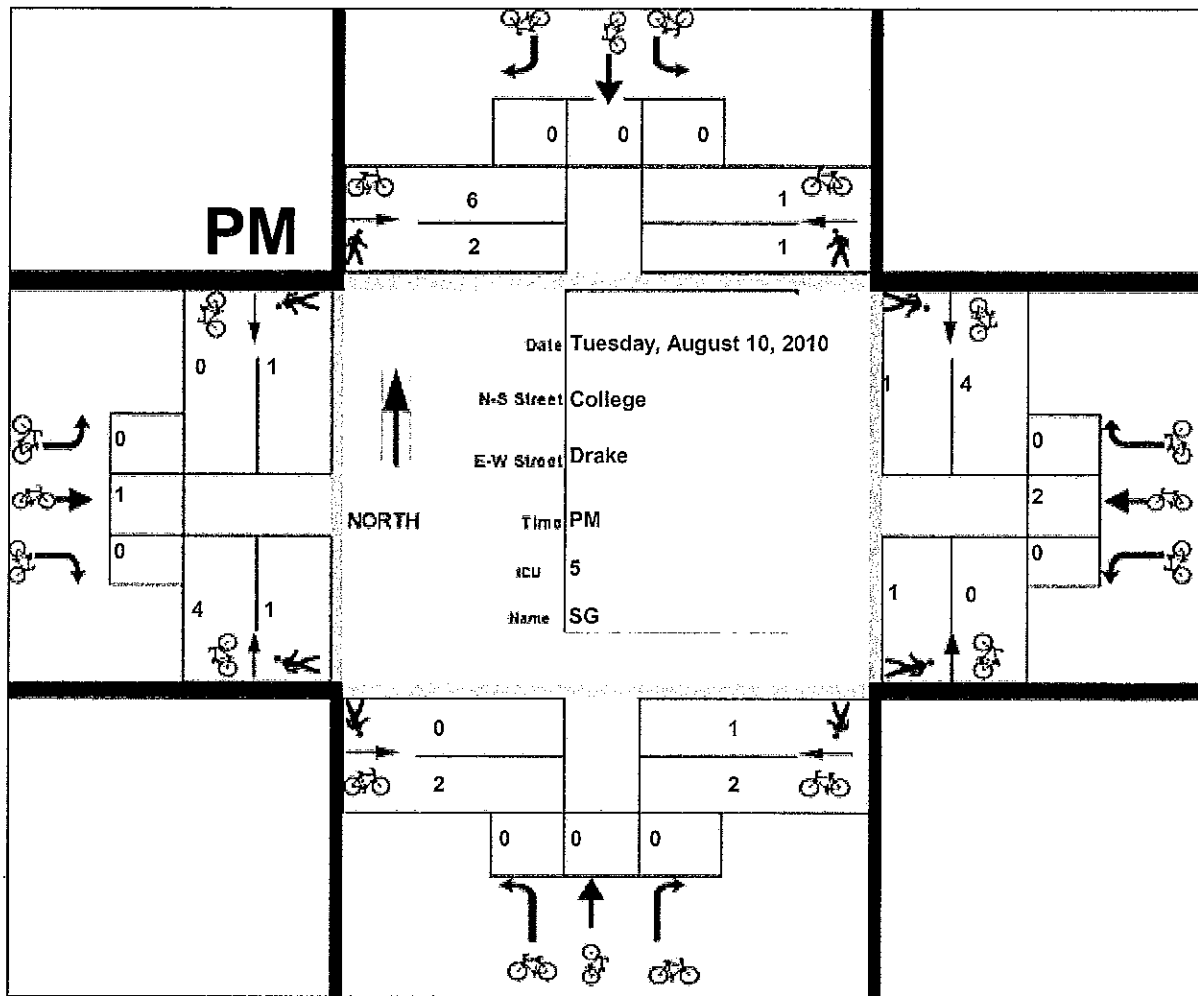 0 0 0
6 1
PM
2 1
Date Tuesday, August 10, 2010
0 1
1 4
N-S Street College
0
0
E-W Street Drake
1
2
NORTH
Time PM
0
0
ICU 5
4 1
1 0
Name SG
0 1
2 2
0 0 0